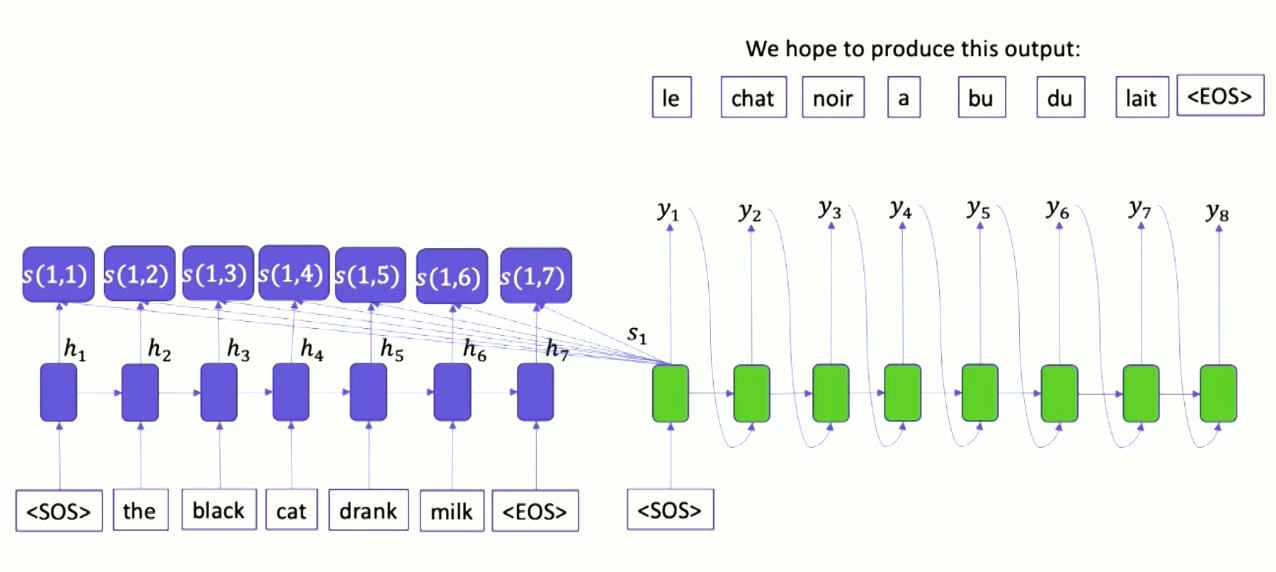 We hope to produce this output:
le chat noir a bu du lait <EOS>
y₁ y₂ y₃ y₄ y₅ y₆ y₇ y₈
s(1,1) s(1,2) s(1,3) s(1,4) s(1,5) s(1,6) s(1,7)
s₁
h₁ h₂ h₃ h₄ h₅ h₆ h₇
<SOS> the black cat drank milk <EOS> <SOS>